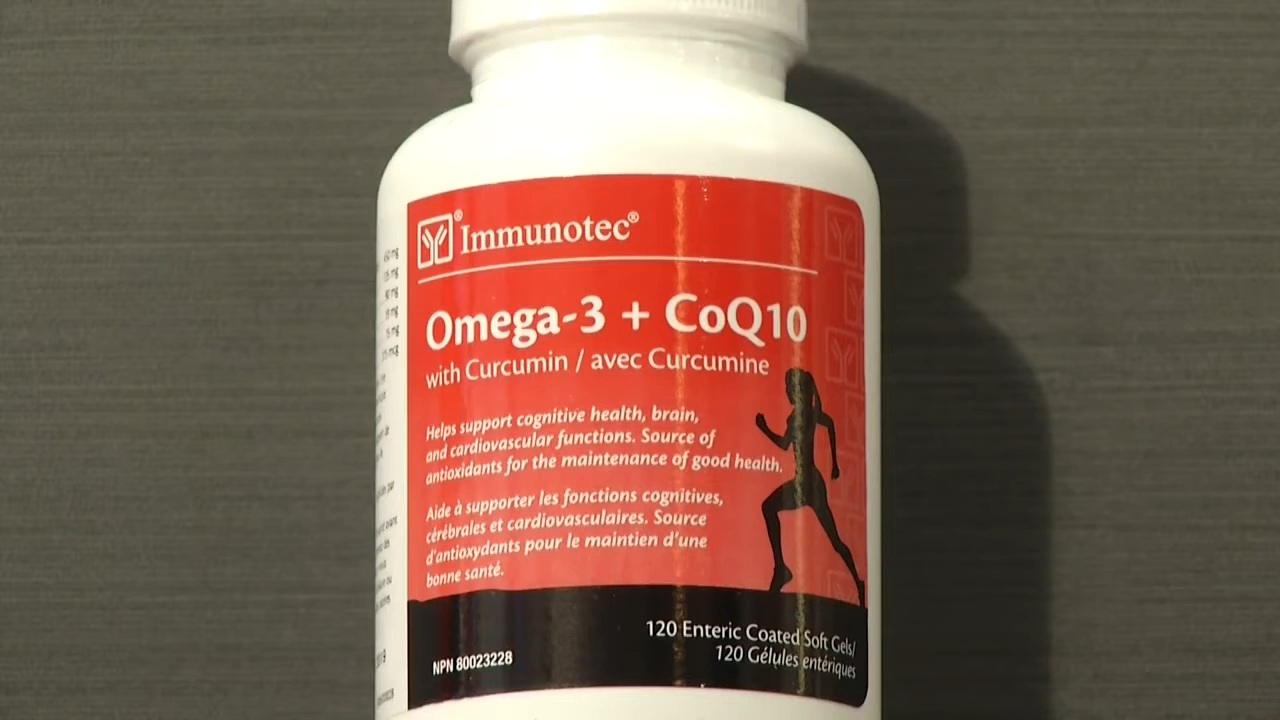 Immunotec®
Omega-3 + CoQ10
with Curcumin / avec Curcumine
Helps support cognitive health, brain,
and cardiovascular functions. Source of
antioxidants for the maintenance of good health.
Aide à supporter les fonctions cognitives,
cérébrales et cardiovasculaires. Source
d'antioxydants pour le maintien d'une
bonne santé.
120 Enteric Coated Soft Gels/
120 Gélules entériques
NPN 80023228